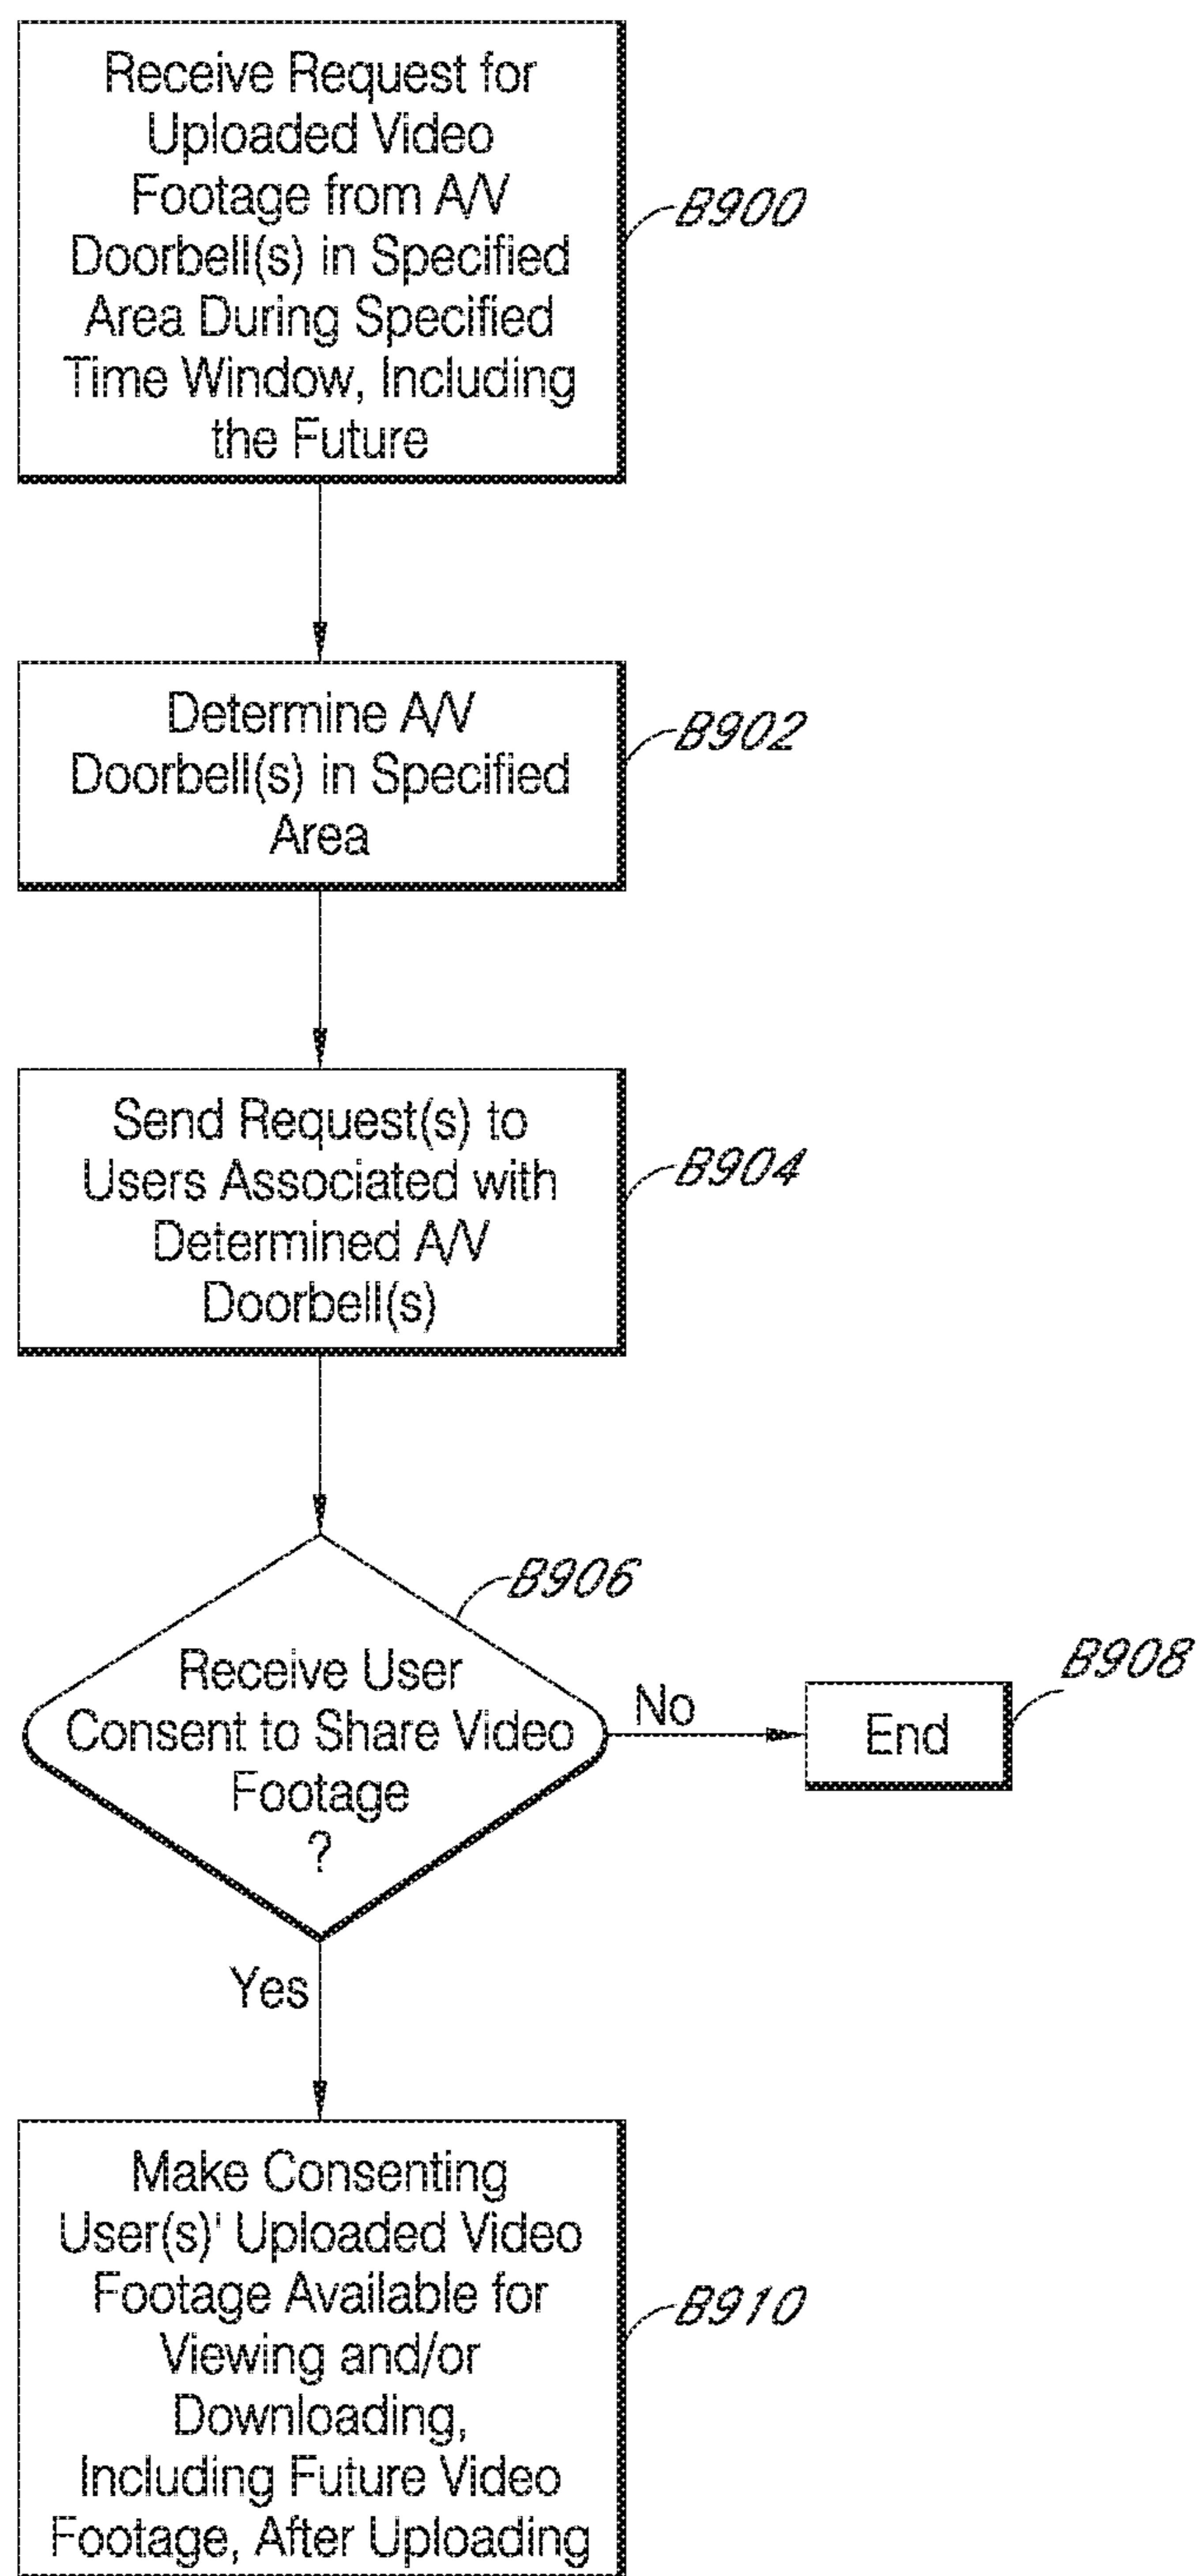 Receive Request for
Uploaded Video
Footage from A/V
Doorbell(s) in Specified
Area During Specified
Time Window, Including
the Future
B900
Determine A/V
Doorbell(s) in Specified
Area
B902
Send Request(s) to
Users Associated with
Determined A/V
Doorbell(s)
B904
Receive User
Consent to Share Video
Footage
?
B906
No
End
B908
Yes
Make Consenting
User(s)' Uploaded Video
Footage Available for
Viewing and/or
Downloading,
Including Future Video
Footage, After Uploading
B910